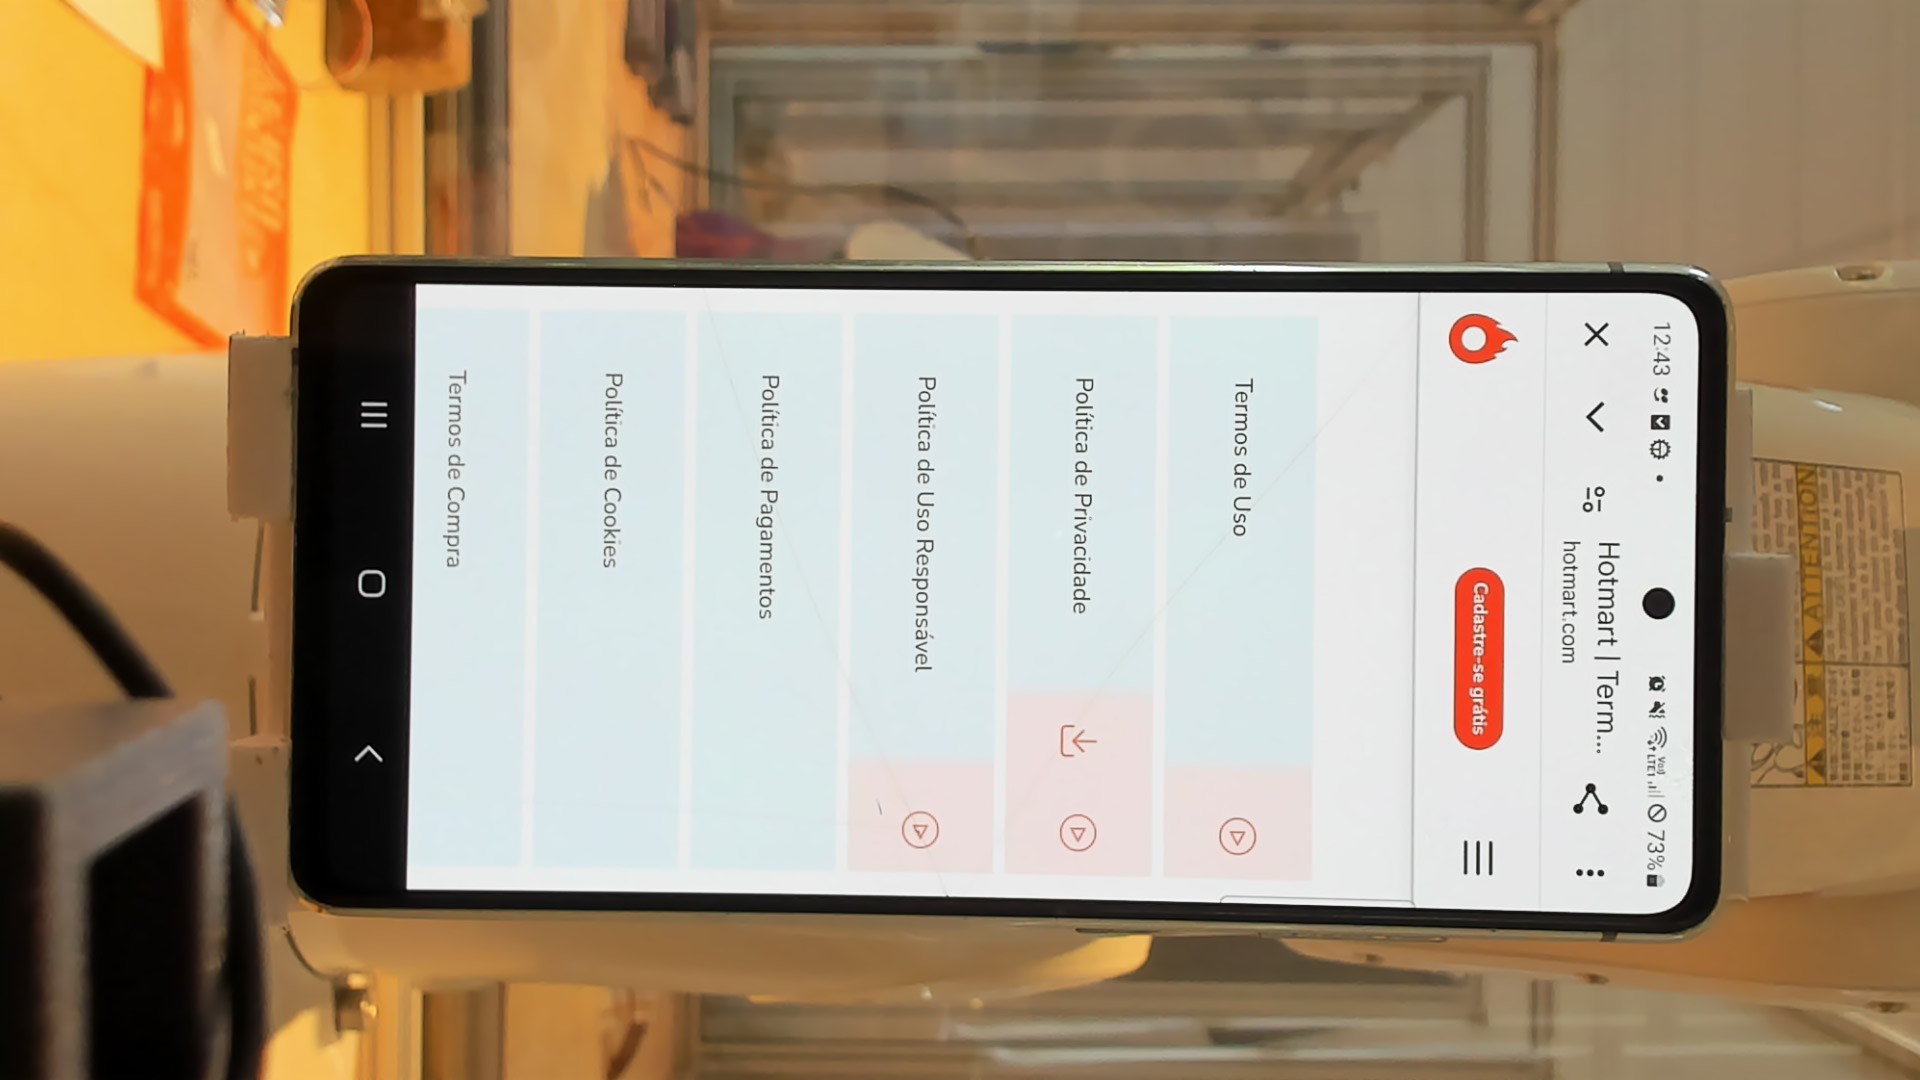 12:43
73%
Hotmart | Term...
hotmart.com
Cadastre-se grátis
Termos de Uso
Política de Privacidade
Política de Uso Responsável
Política de Pagamentos
Política de Cookies
Termos de Compra